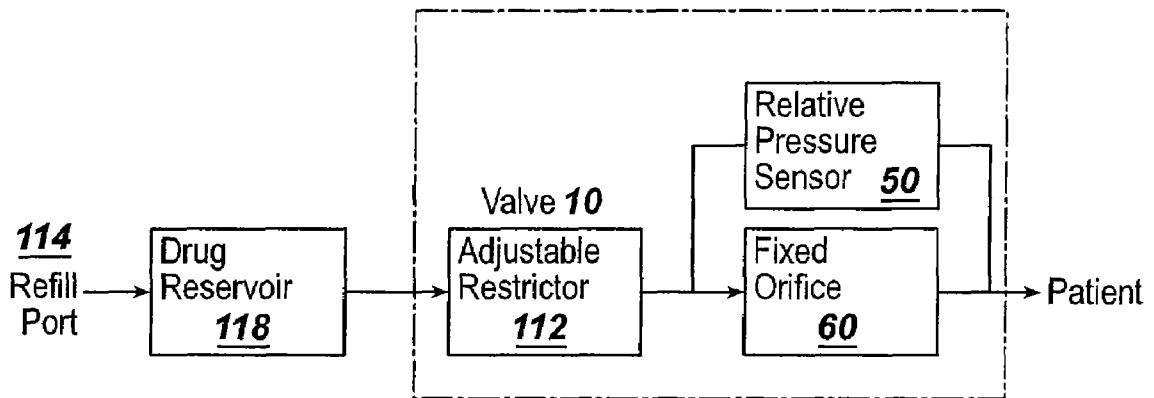 114
Refill
Port
Drug
Reservoir
118
Valve 10
Adjustable
Restrictor
112
Relative
Pressure
Sensor 50
Fixed
Orifice
60
Patient